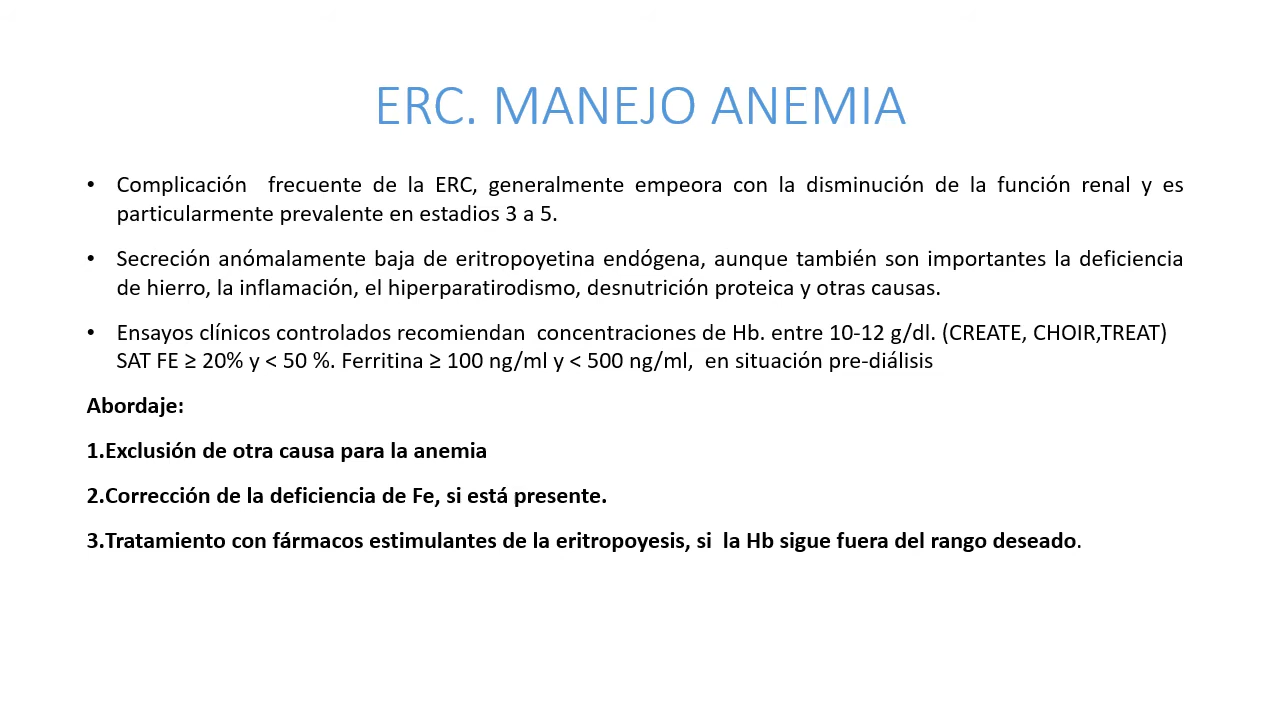 ERC. MANEJO ANEMIA
• Complicación frecuente de la ERC, generalmente empeora con la disminución de la función renal y es
particularmente prevalente en estadios 3 a 5.
• Secreción anómalamente baja de eritropoyetina endógena, aunque también son importantes la deficiencia
de hierro, la inflamación, el hiperparatirodismo, desnutrición proteica y otras causas.
• Ensayos clínicos controlados recomiendan concentraciones de Hb. entre 10-12 g/dl. (CREATE, CHOIR,TREAT)
SAT FE ≥ 20% y < 50 %. Ferritina ≥ 100 ng/ml y < 500 ng/ml, en situación pre-diálisis
Abordaje:
1.Exclusión de otra causa para la anemia
2.Corrección de la deficiencia de Fe, si está presente.
3.Tratamiento con fármacos estimulantes de la eritropoyesis, si la Hb sigue fuera del rango deseado.